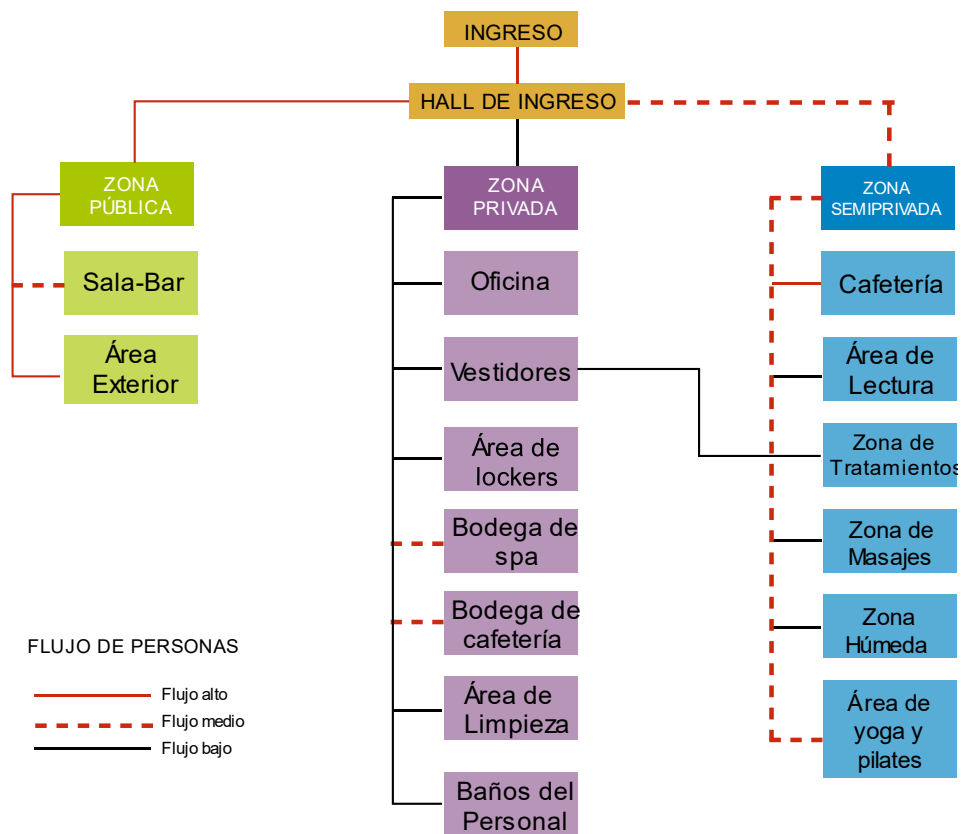 INGRESO
HALL DE INGRESO
ZONA
PÚBLICA
Sala-Bar
Área
Exterior
ZONA
PRIVADA
Oficina
Vestidores
Área de
lockers
Bodega de
spa
Bodega de
cafetería
Área de
Limpieza
Baños del
Personal
ZONA
SEMIPRIVADA
Cafetería
Área de
Lectura
Zona de
Tratamientos
Zona de
Masajes
Zona
Húmeda
Área de
yoga y
pilates
FLUJO DE PERSONAS
Flujo alto
Flujo medio
Flujo bajo